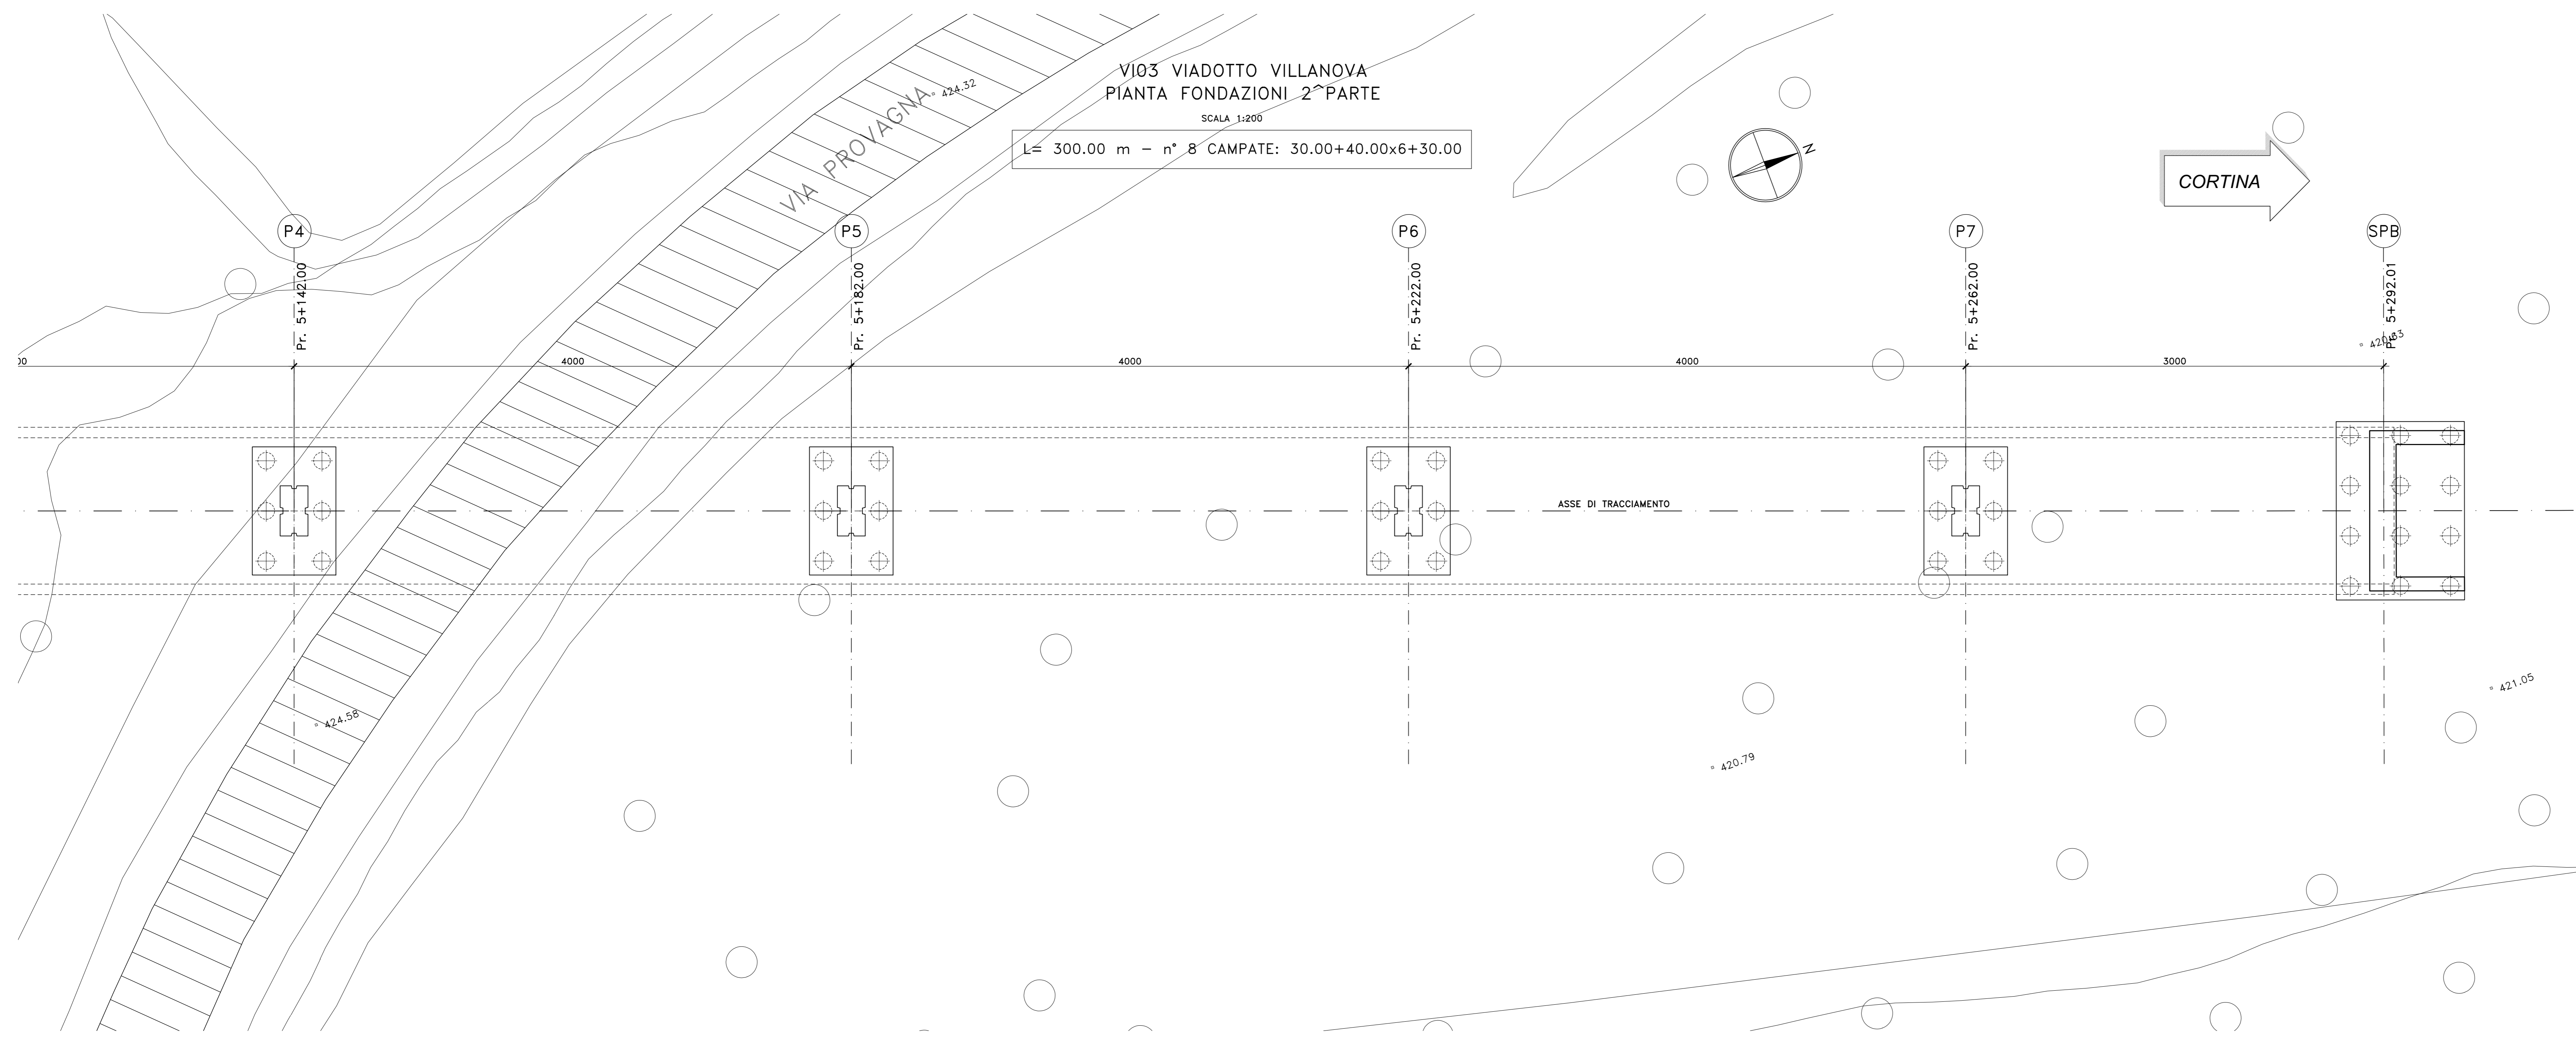 VI03 VIADOTTO VILLANOVA
PIANTA FONDAZIONI 2^PARTE
SCALA 1:200
L= 300.00 m - n° 8 CAMPATE: 30.00+40.00x6+30.00
N
CORTINA
VIA PROVAGNA
424.32
P4
P5
P6
P7
SPB
Pr. 5+142.00
Pr. 5+182.00
Pr. 5+222.00
Pr. 5+262.00
Pr. 5+292.01
00
4000
4000
4000
3000
ASSE DI TRACCIAMENTO
424.58
420.79
421.05